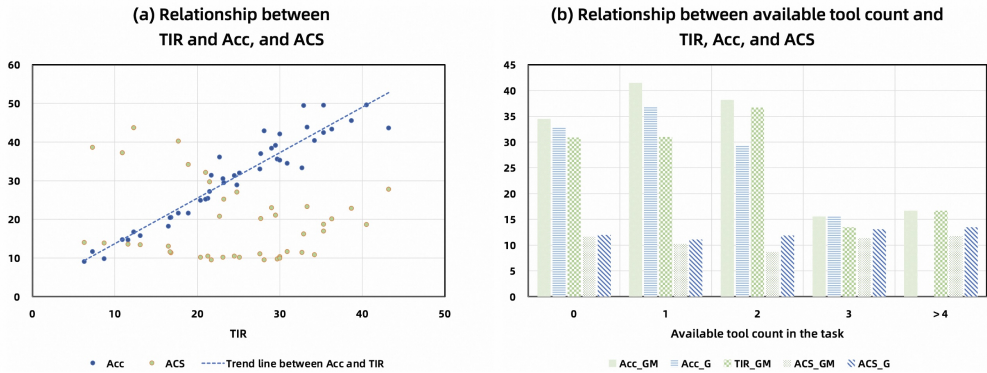 (a) Relationship between
TIR and Acc, and ACS
60
50
40
30
20
10
0
0 10 20 30 40 50
TIR
Acc ACS Trend line between Acc and TIR
(b) Relationship between available tool count and
TIR, Acc, and ACS
45
40
35
30
25
20
15
10
5
0
0 1 2 3 >4
Available tool count in the task
Acc_GM Acc_G TIR_GM ACS_GM ACS_G